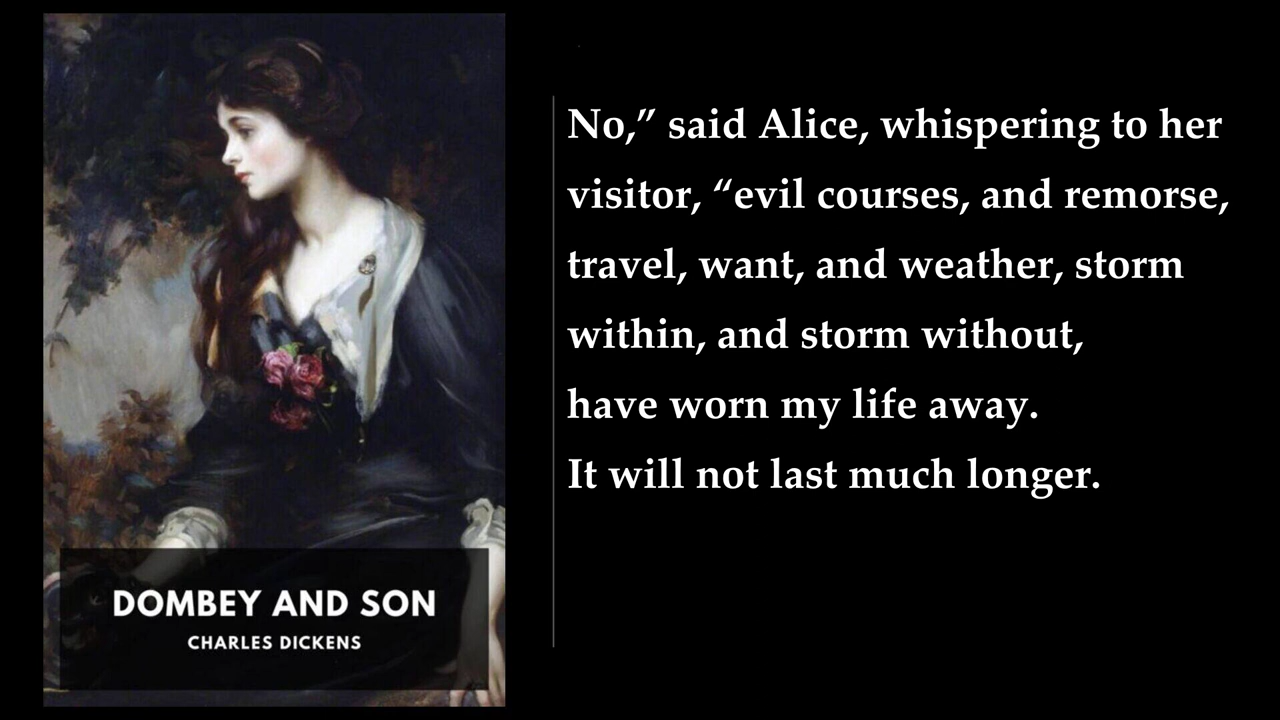 No,” said Alice, whispering to her
visitor, “evil courses, and remorse,
travel, want, and weather, storm
within, and storm without,
have worn my life away.
It will not last much longer.
DOMBEY AND SON
CHARLES DICKENS